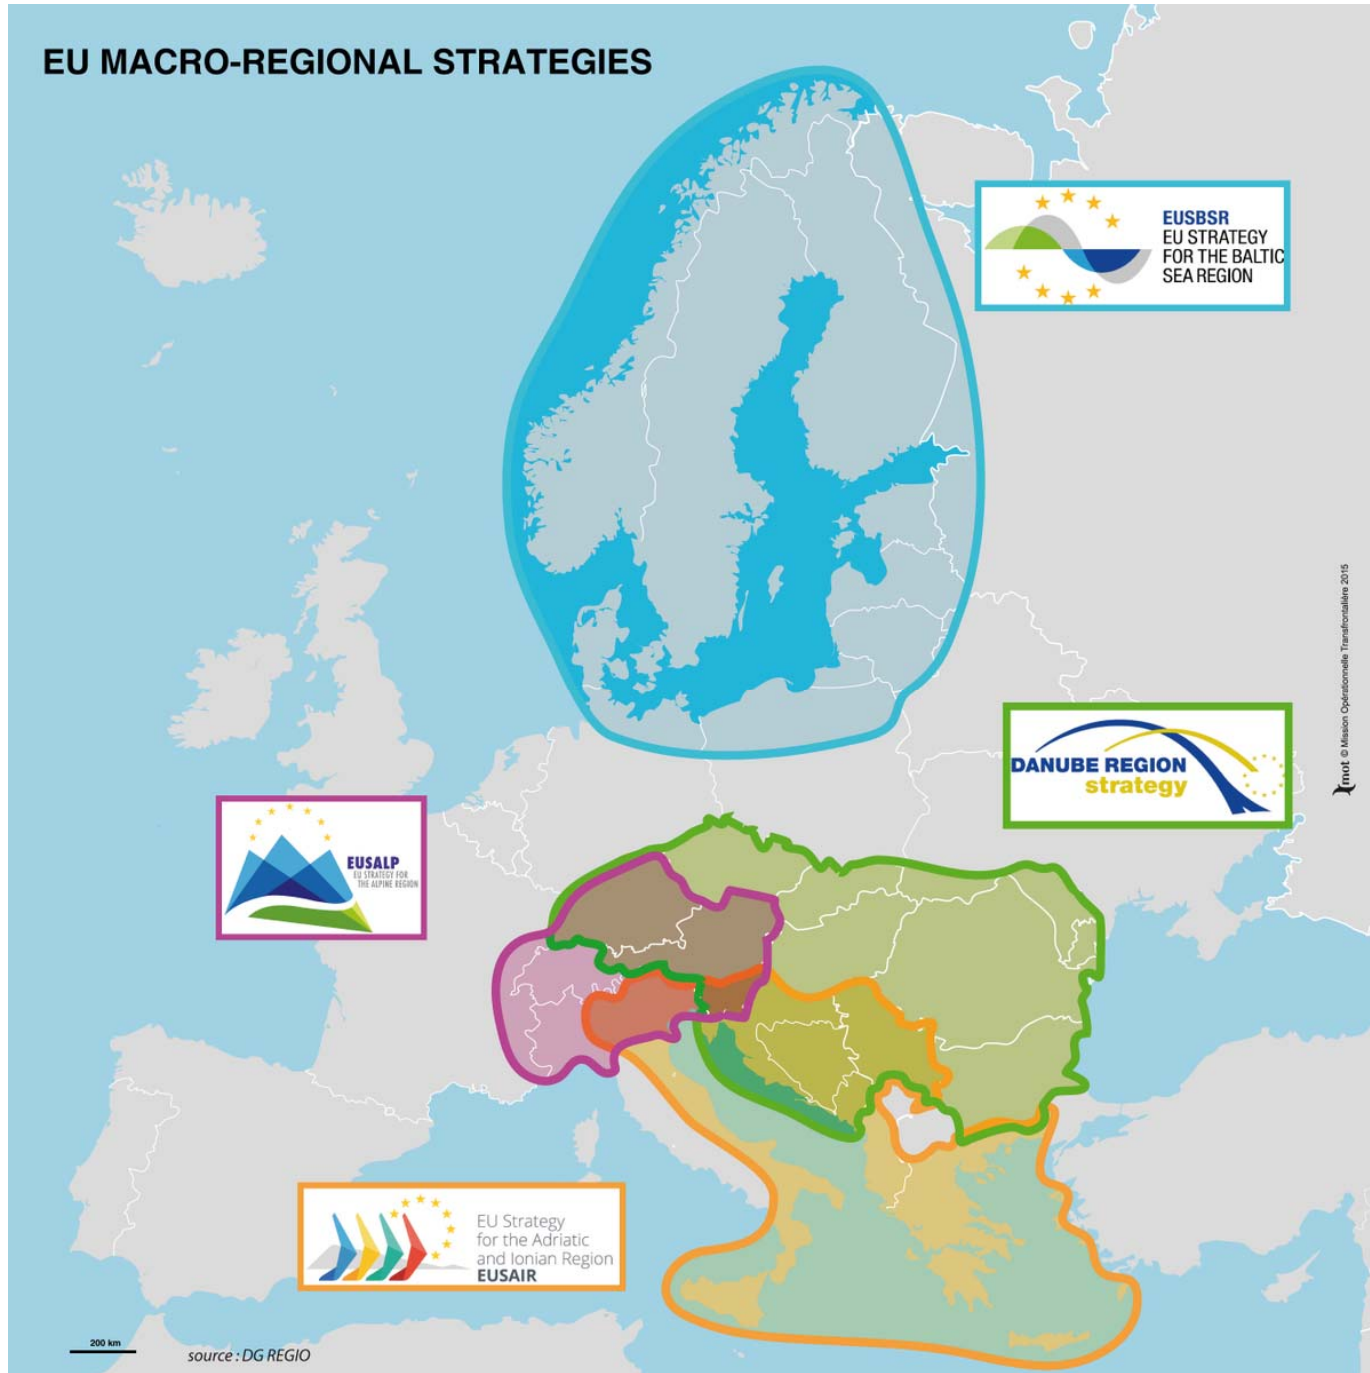 EU MACRO-REGIONAL STRATEGIES
EUSBSR
EU STRATEGY
FOR THE BALTIC
SEA REGION
DANUBE REGION
strategy
EUSALP
EU STRATEGY FOR
THE ALPINE REGION
EU Strategy
for the Adriatic
and Ionian Region
EUSAIR
200 km
source : DG REGIO
mot © Mission Opérationnelle Transfrontalière 2015